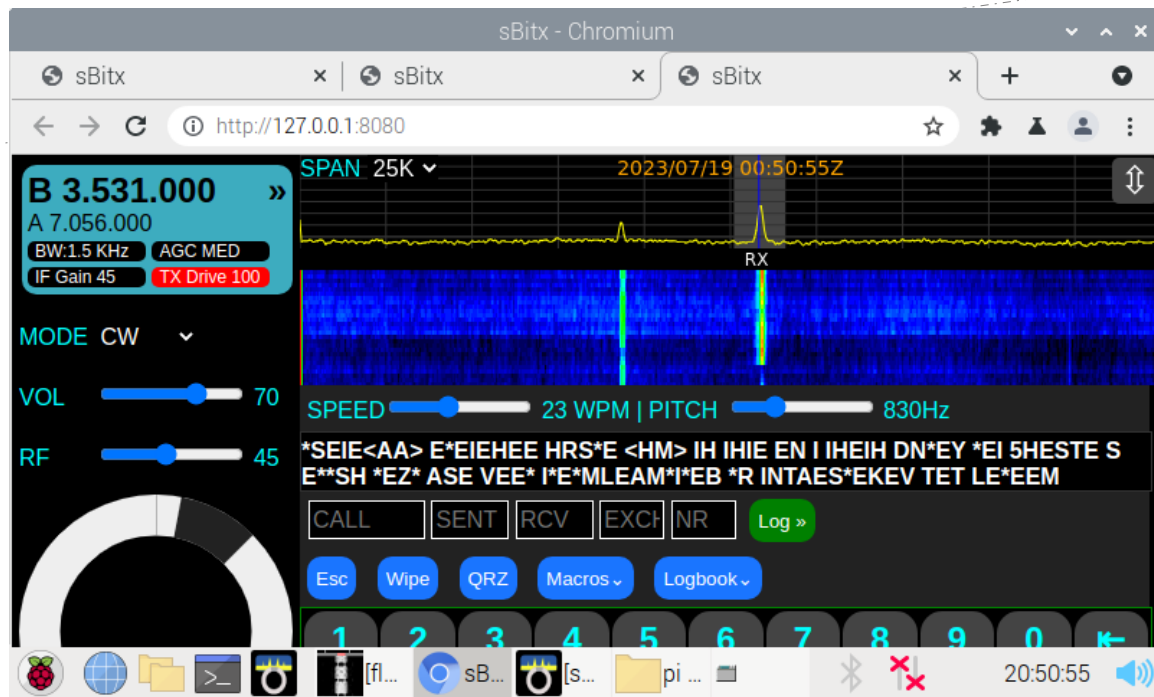 sBitx - Chromium
sBitx
sBitx
sBitx
http://127.0.0.1:8080
B 3.531.000 »
A 7.056.000
BW:1.5 KHz AGC MED
IF Gain 45 TX Drive 100
SPAN 25K 2023/07/19 00:50:55Z
RX
MODE CW
VOL 70
RF 45
SPEED 23 WPM | PITCH 830Hz
*SEIE<AA> E*EIEHEE HRS*E <HM> IH IHIE EN I IHEIH DN*EY *EI 5HESTE S
E**SH *EZ* ASE VEE* I*E*MLEAM*I*EB *R INTAES*EKEV TET LE*EEM
CALL SENT RCV EXCH NR Log »
Esc Wipe QRZ Macros Logbook
1 2 3 4 5 6 7 8 9 0
[fl... sB... [s... pi ... 20:50:55